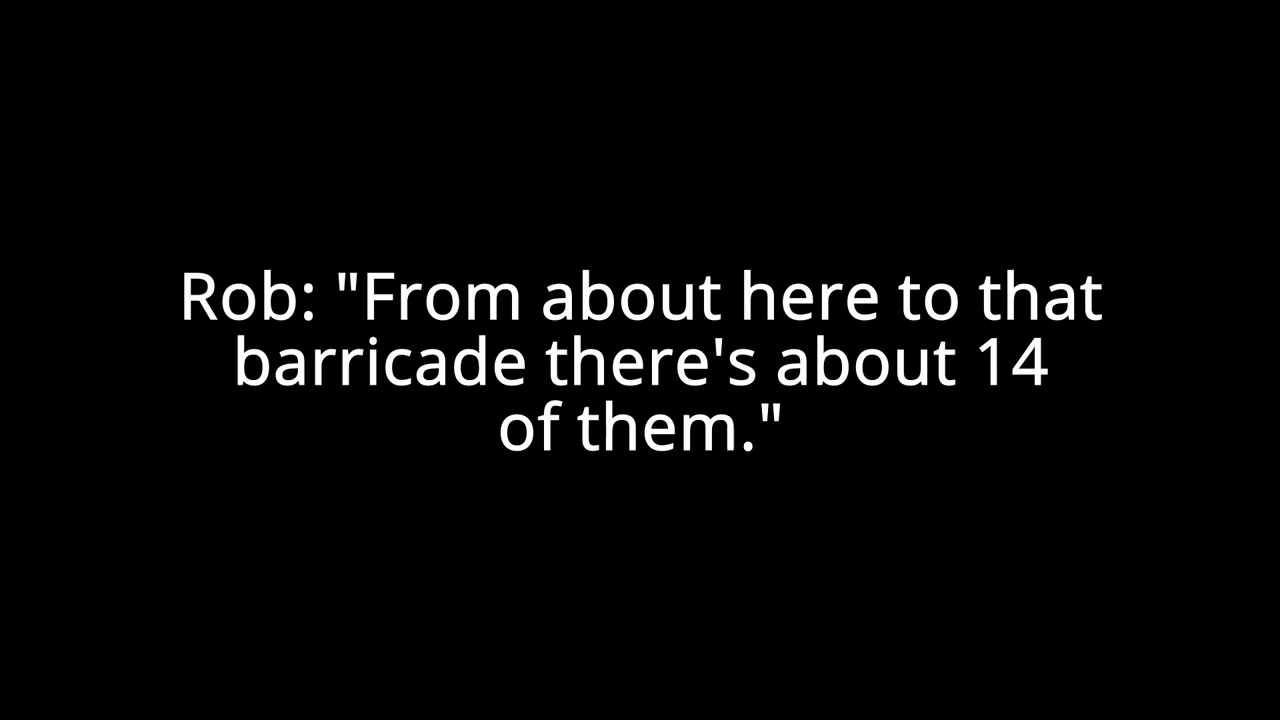 Rob: "From about here to that
barricade there's about 14
of them."